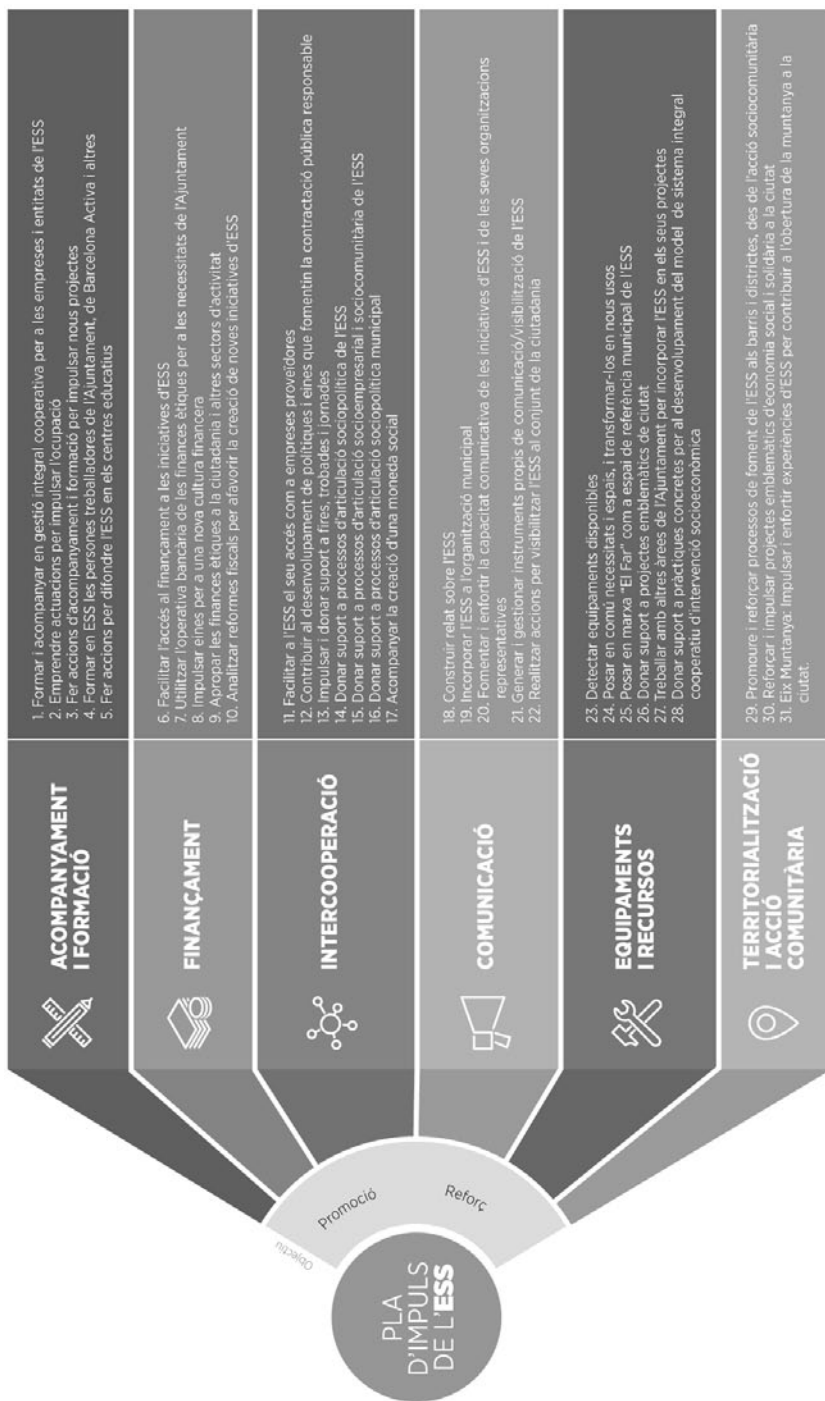 PLA
D'IMPULS
DE L'ESS
Objectiu
Promoció
Reforç
ACOMPANYAMENT
I FORMACIÓ
1. Formar i acompanyar en gestió integral cooperativa per a les empreses i entitats de l'ESS
2. Emprendre actuacions per impulsar l'ocupació
3. Fer accions d'acompanyament i formació per impulsar nous projectes
4. Formar en ESS les persones treballadores de l'Ajuntament, de Barcelona Activa i altres
5. Fer accions per difondre l'ESS en els centres educatius
FINANÇAMENT
6. Facilitar l'accés al finançament a les iniciatives d'ESS
7. Utilitzar l'operativa bancària de les finances ètiques per a les necessitats de l'Ajuntament
8. Impulsar eines per a una nova cultura financera
9. Apropar les finances ètiques a la ciutadania i altres sectors d'activitat
10. Analitzar reformes fiscals per afavorir la creació de noves iniciatives d'ESS
INTERCOOPERACIÓ
11. Facilitar a l'ESS el seu accés com a empreses proveïdores
12. Contribuir al desenvolupament de polítiques i eines que fomentin la contractació pública responsable
13. Impulsar i donar suport a fires, trobades i jornades
14. Donar suport a processos d'articulació sociopolítica de l'ESS
15. Donar suport a processos d'articulació socioempresarial i sociocomunitària de l'ESS
16. Donar suport a processos d'articulació sociopolítica municipal
17. Acompanyar la creació d'una moneda social
COMUNICACIÓ
18. Construir relat sobre l'ESS
19. Incorporar l'ESS a l'organització municipal
20. Fomentar i enfortir la capacitat comunicativa de les iniciatives d'ESS i de les seves organitzacions
representatives
21. Generar i gestionar instruments propis de comunicació/visibilització de l'ESS
22. Realitzar accions per visibilitzar l'ESS al conjunt de la ciutadania
EQUIPAMENTS
I RECURSOS
23. Detectar equipaments disponibles
24. Posar en comú necessitats i espais, i transformar-los en nous usos
25. Posar en marxa "El Far" com a espai de referència municipal de l'ESS
26. Donar suport a projectes emblemàtics de ciutat
27. Treballar amb altres àrees de l'Ajuntament per incorporar l'ESS en els seus projectes
28. Donar suport a pràctiques concretes per al desenvolupament del model de sistema integral
cooperatiu d'intervenció socioeconòmica
TERRITORIALITZACIÓ
I ACCIÓ
COMUNITÀRIA
29. Promoure i reforçar processos de foment de l'ESS als barris i districtes, des de l'acció sociocomunitària
30. Reforçar i impulsar projectes emblemàtics d'economia social i solidària a la ciutat
31. Eix Muntanya: Impulsar i enfortir experiències d'ESS per contribuir a l'obertura de la muntanya a la
ciutat.